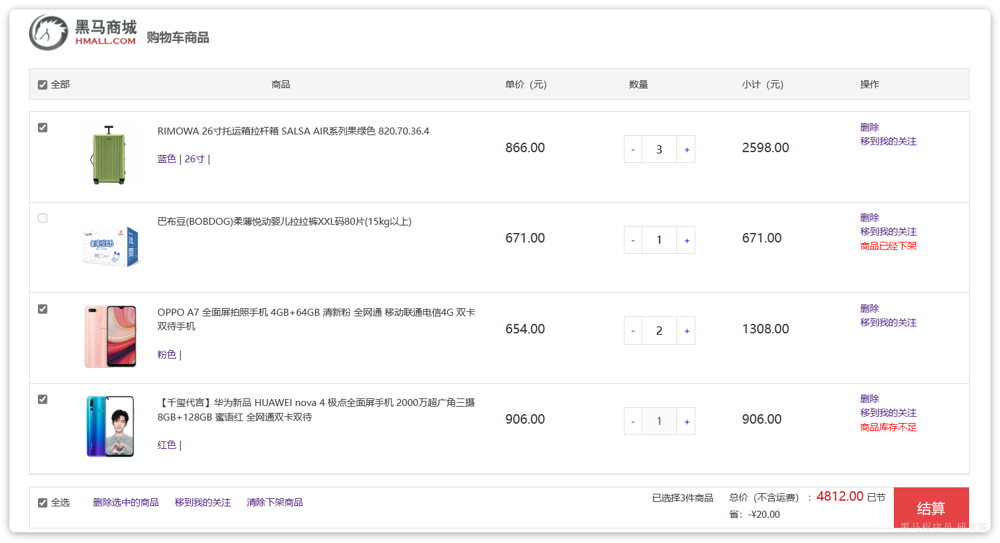 黑马商城
HMALL.COM
购物车商品
全部 商品 单价（元） 数量 小计（元） 操作
RIMOWA 26寸托运箱拉杆箱 SALSA AIR系列果绿色 820.70.36.4
蓝色 | 26寸 |
866.00
- 3 +
2598.00
删除
移到我的关注
巴布豆(BOBDOG)柔薄悦动婴儿拉拉裤XXL码80片(15kg以上)
671.00
- 1 +
671.00
删除
移到我的关注
商品已经下架
OPPO A7 全面屏拍照手机 4GB+64GB 清新粉 全网通 移动联通电信4G 双卡
双待手机
粉色 |
654.00
- 2 +
1308.00
删除
移到我的关注
【千玺代言】华为新品 HUAWEI nova 4 极点全面屏手机 2000万超广角三摄
8GB+128GB 蜜语红 全网通双卡双待
红色 |
906.00
- 1 +
906.00
删除
移到我的关注
商品库存不足
全选 删除选中的商品 移到我的关注 清除下架商品
已选择3件商品 总价（不含运费）：4812.00 已节
省：-¥20.00
结算
黑马程序员·研究院